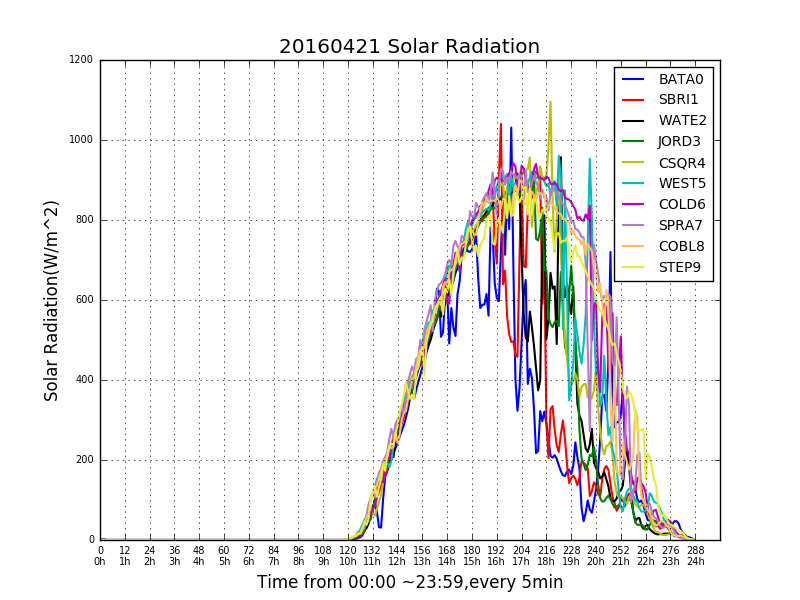 20160421 Solar Radiation
1200
1000
800
600
400
200
0
Solar Radiation(W/m^2)
BATA0
SBRI1
WATE2
JORD3
CSQR4
WEST5
COLD6
SPRA7
COBL8
STEP9
0 12 24 36 48 60 72 84 96 108 120 132 144 156 168 180 192 204 216 228 240 252 264 276 288
0h 1h 2h 3h 4h 5h 6h 7h 8h 9h 10h 11h 12h 13h 14h 15h 16h 17h 18h 19h 20h 21h 22h 23h 24h
Time from 00:00 ~23:59,every 5min